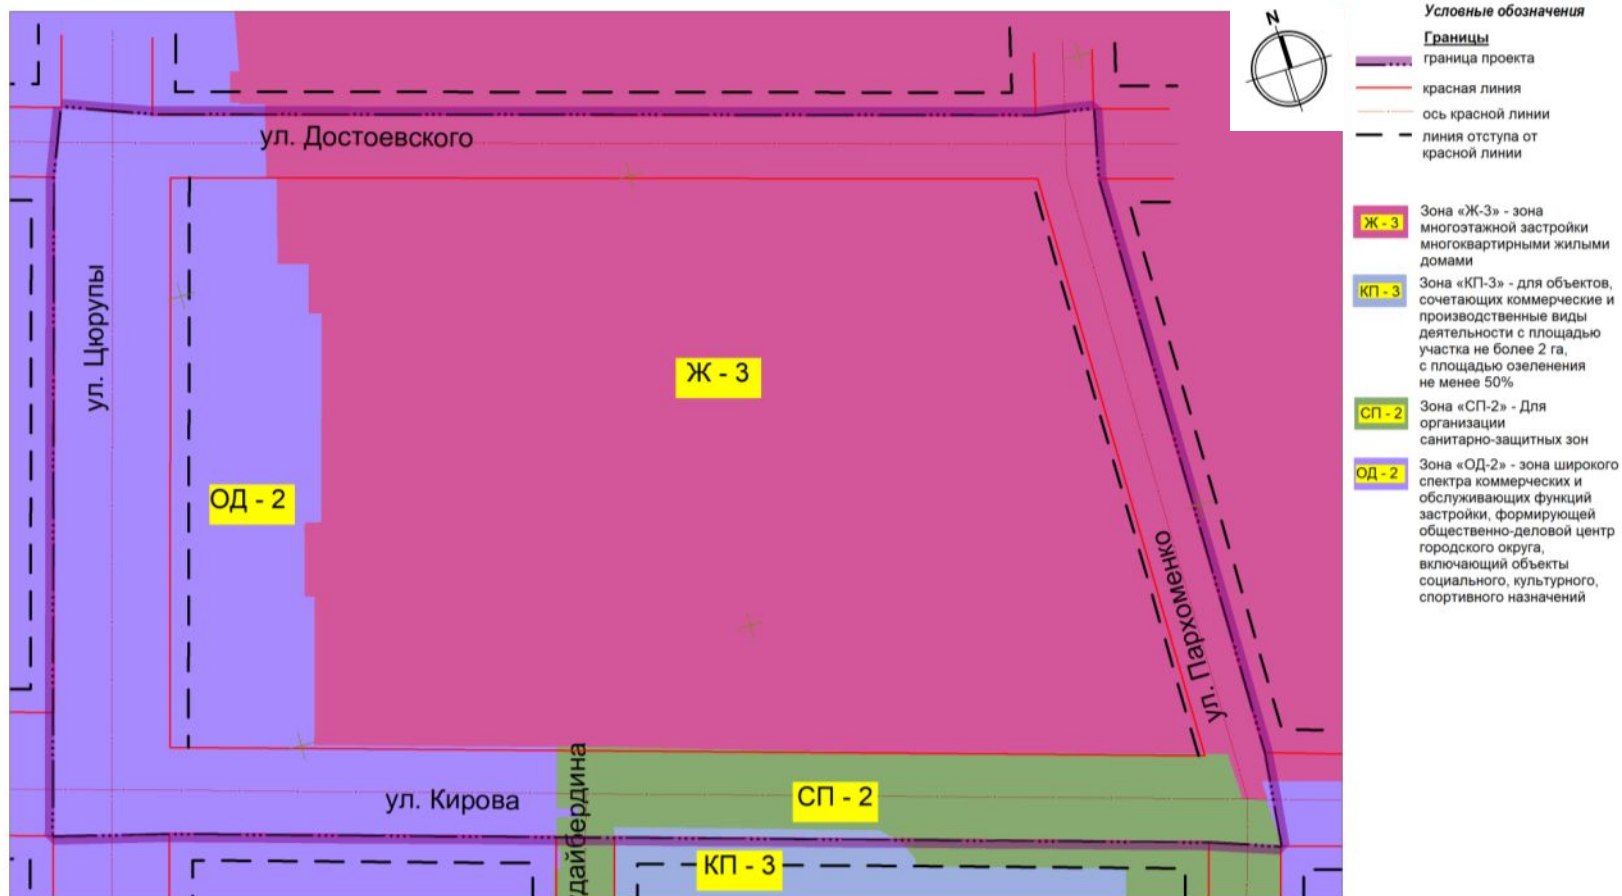 N
ул. Достоевского
ул. Цюрупы
Ж - 3
ОД - 2
ул. Пархоменко
ул. Кирова
СП - 2
дайбердина
КП - 3
Условные обозначения
Границы
граница проекта
красная линия
ось красной линии
линия отступа от
красной линии
Ж - 3
Зона «Ж-3» - зона
многоэтажной застройки
многоквартирными жилыми
домами
КП - 3
Зона «КП-3» - для объектов,
сочетающих коммерческие и
производственные виды
деятельности с площадью
участка не более 2 га,
с площадью озеленения
не менее 50%
СП - 2
Зона «СП-2» - Для
организации
санитарно-защитных зон
ОД - 2
Зона «ОД-2» - зона широкого
спектра коммерческих и
обслуживающих функций
застройки, формирующей
общественно-деловой центр
городского округа,
включающий объекты
социального, культурного,
спортивного назначений